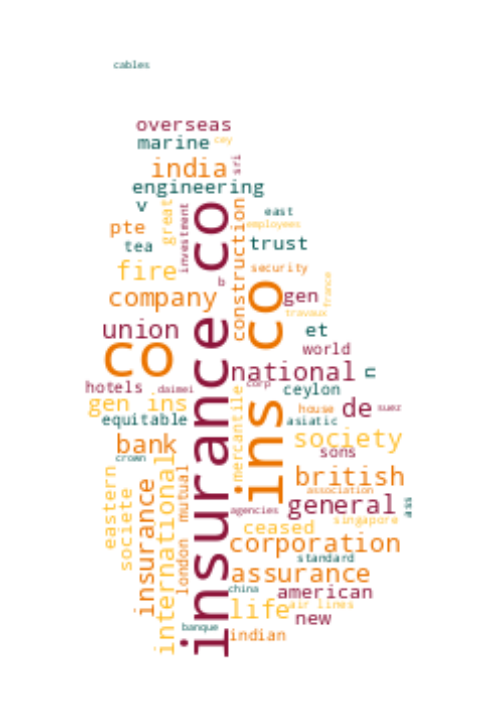 cables
overseas
marine
cey
india
sri
engineering
v
great
investment
insurance co
construction
east
employees
pte
tea
trust
fire
security
b
company
ins co
gen
france
travaux
union
et
co
world
national
n
hotels
daimei
corp
ceylon
gen ins
mercantile
house
de
suez
equitable
asiatic
bank
society
crown
sons
eastern
societe
insurance
international
london
mutual
british
association
agencies
general
ass
ceased
singapore
corporation
standard
assurance
china
american
life
air lines
new
banque
indian